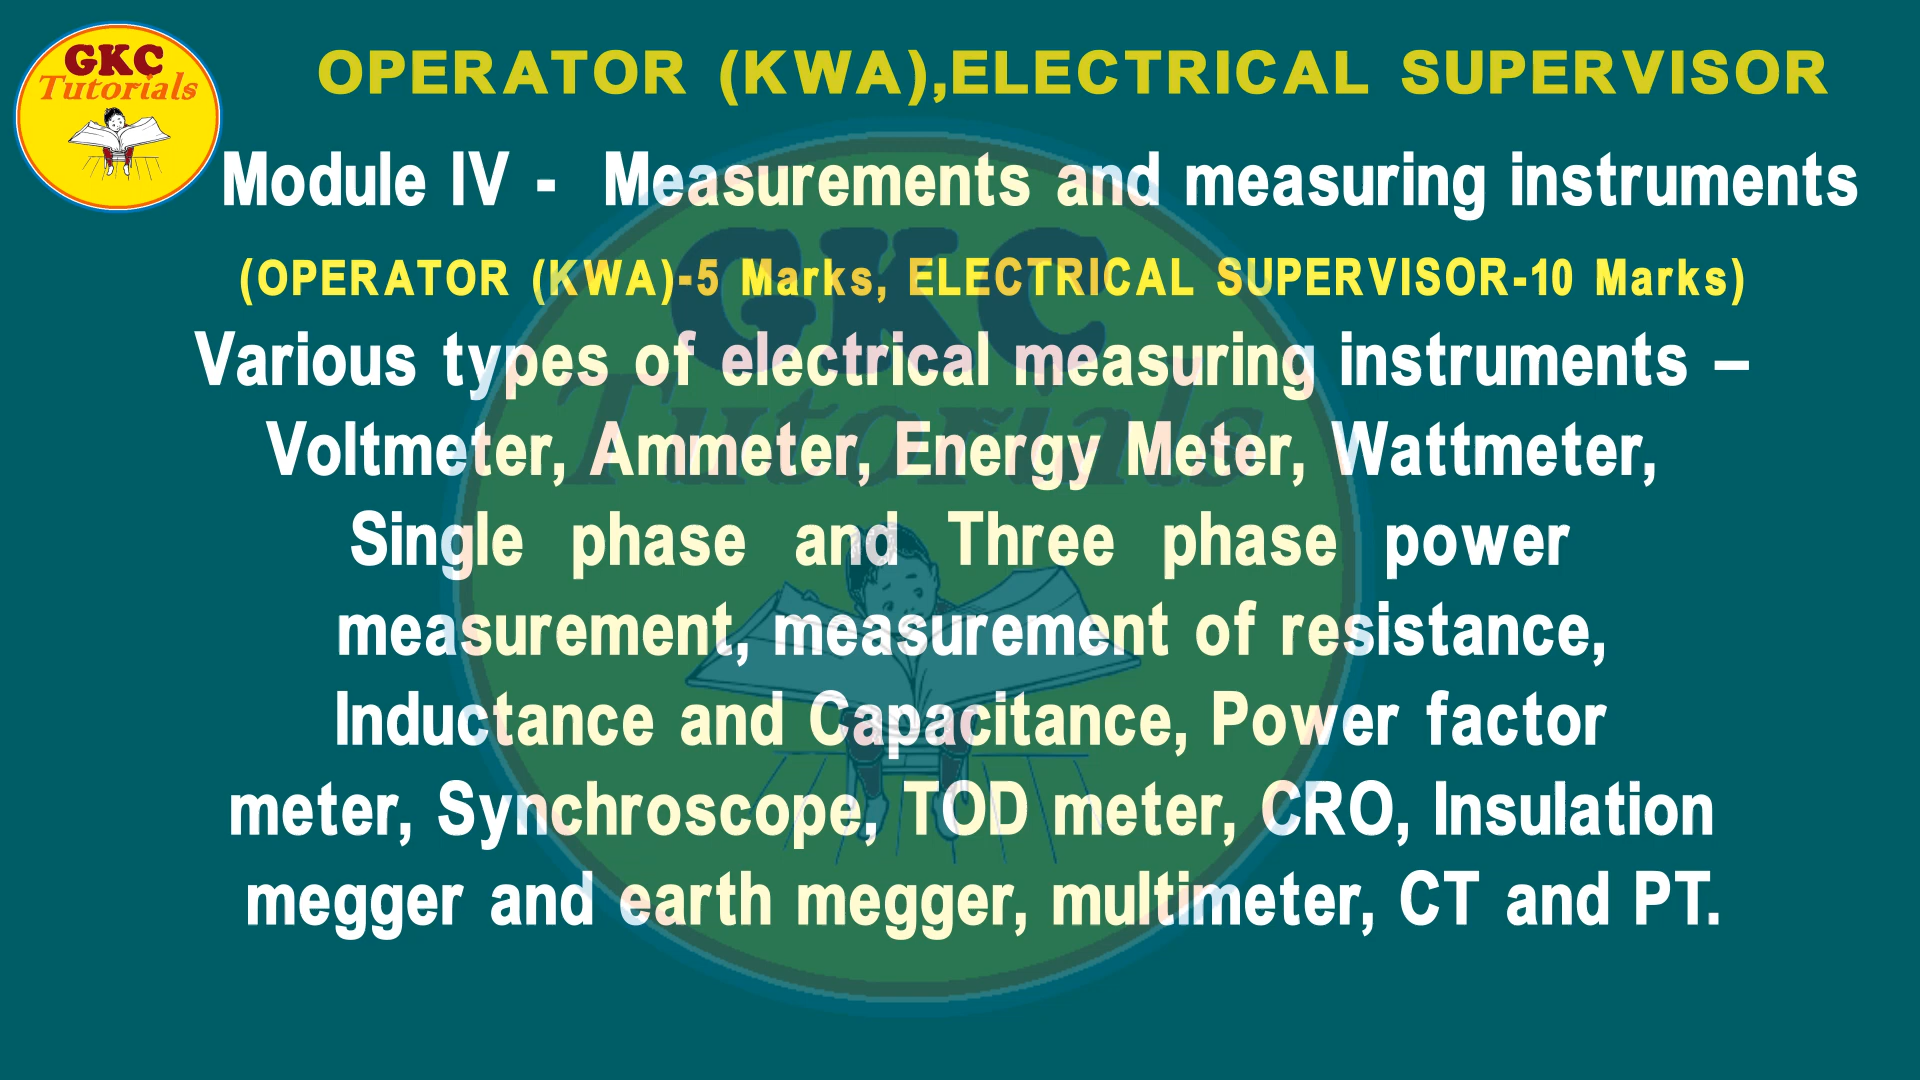 GKC
Tutorials
OPERATOR (KWA),ELECTRICAL SUPERVISOR
Module IV - Measurements and measuring instruments
(OPERATOR (KWA)-5 Marks, ELECTRICAL SUPERVISOR-10 Marks)
Various types of electrical measuring instruments –
Voltmeter, Ammeter, Energy Meter, Wattmeter,
Single phase and Three phase power
measurement, measurement of resistance,
Inductance and Capacitance, Power factor
meter, Synchroscope, TOD meter, CRO, Insulation
megger and earth megger, multimeter, CT and PT.
GKC
Tutorials